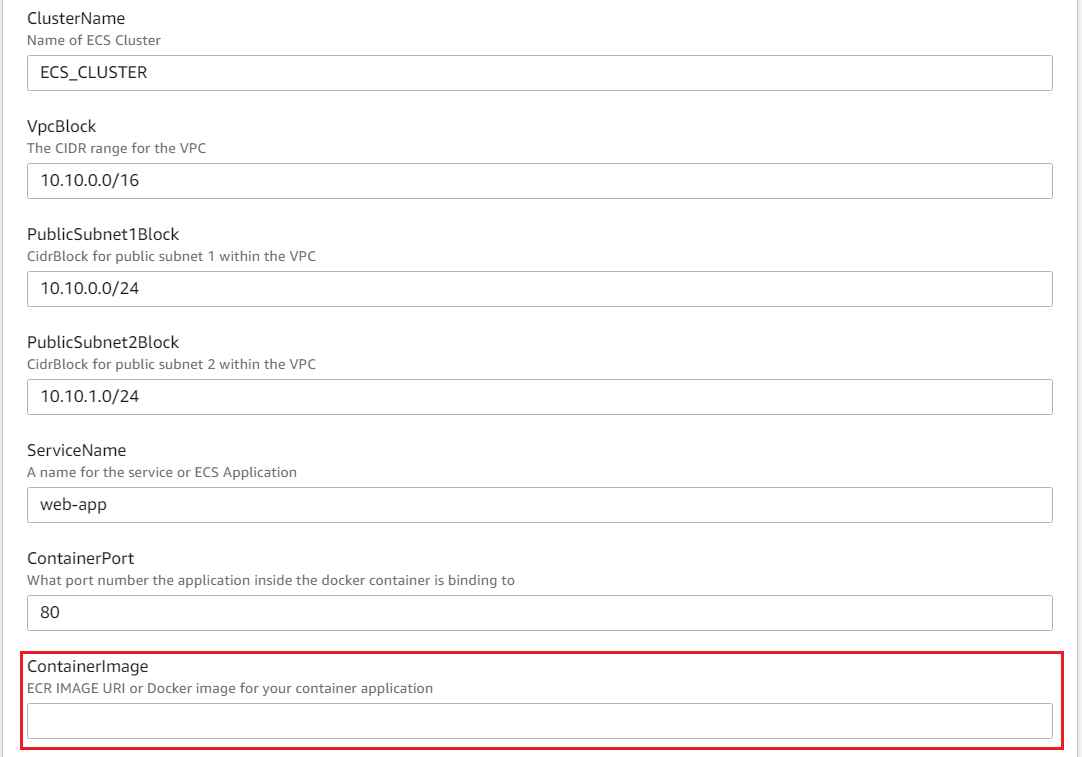 ClusterName
Name of ECS Cluster
ECS_CLUSTER
VpcBlock
The CIDR range for the VPC
10.10.0.0/16
PublicSubnet1Block
CidrBlock for public subnet 1 within the VPC
10.10.0.0/24
PublicSubnet2Block
CidrBlock for public subnet 2 within the VPC
10.10.1.0/24
ServiceName
A name for the service or ECS Application
web-app
ContainerPort
What port number the application inside the docker container is binding to
80
ContainerImage
ECR IMAGE URI or Docker image for your container application